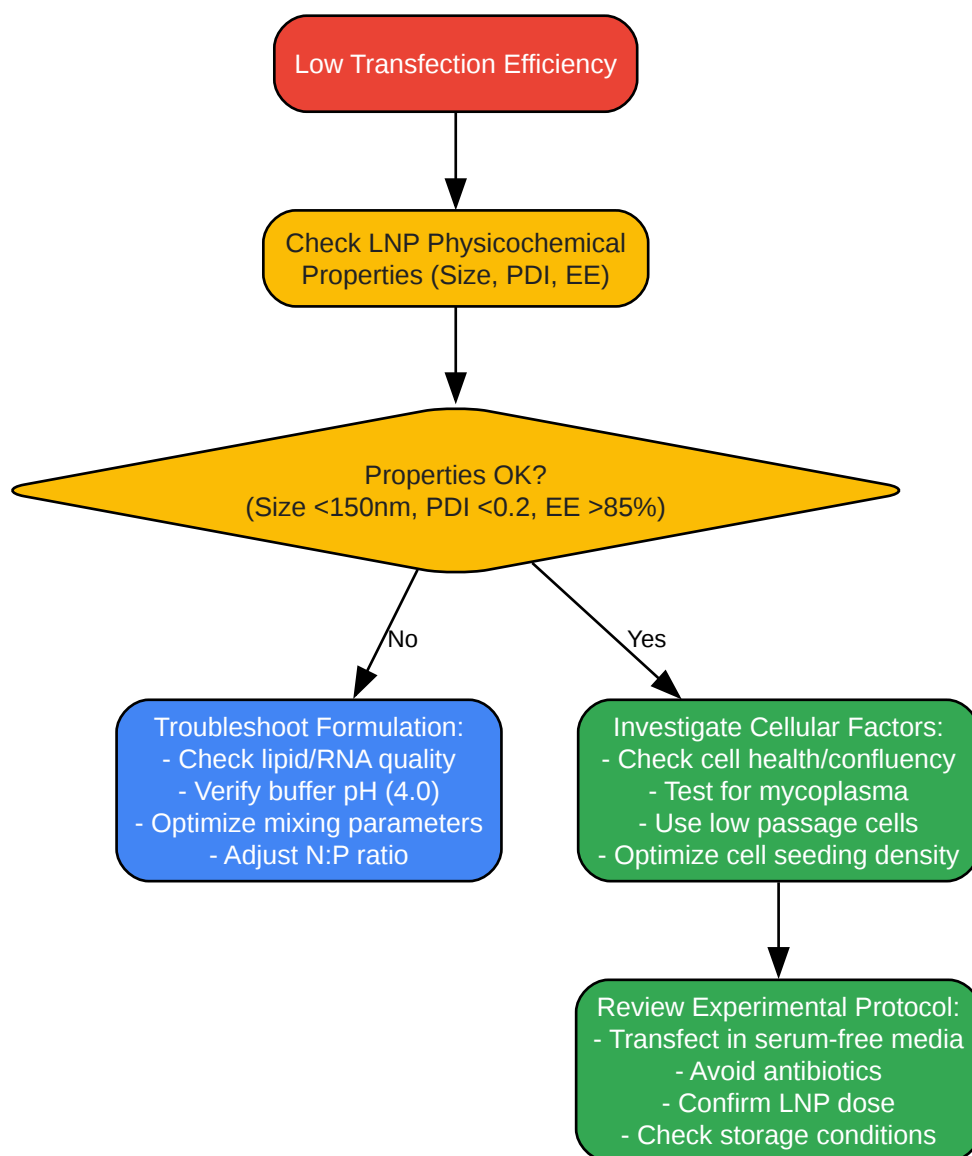 Low Transfection Efficiency
Check LNP Physicochemical
Properties (Size, PDI, EE)
Properties OK?
(Size <150nm, PDI <0.2, EE >85%)
No
Yes
Troubleshoot Formulation:
- Check lipid/RNA quality
- Verify buffer pH (4.0)
- Optimize mixing parameters
- Adjust N:P ratio
Investigate Cellular Factors:
- Check cell health/confluency
- Test for mycoplasma
- Use low passage cells
- Optimize cell seeding density
Review Experimental Protocol:
- Transfect in serum-free media
- Avoid antibiotics
- Confirm LNP dose
- Check storage conditions